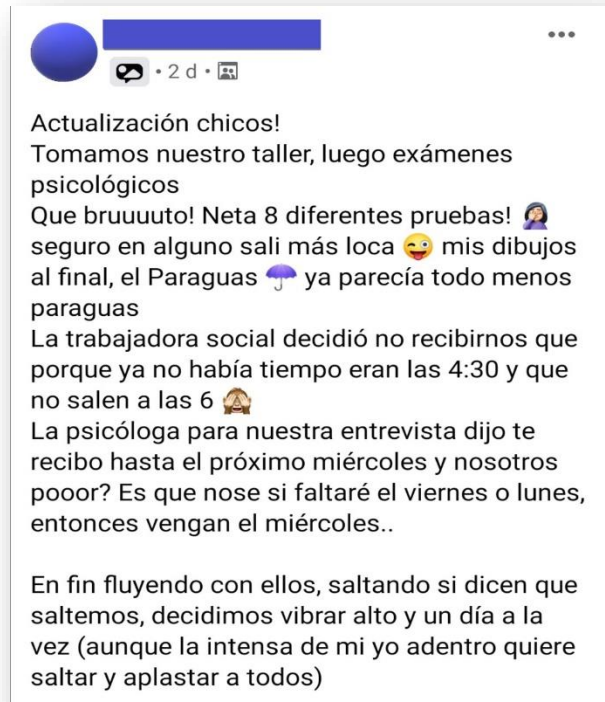 2 d
Actualización chicos!
Tomamos nuestro taller, luego exámenes
psicológicos
Que bruuuuto! Neta 8 diferentes pruebas! 🤦🏻‍♀️
seguro en alguno sali más loca 😜 mis dibujos
al final, el Paraguas ☂️ ya parecía todo menos
paraguas
La trabajadora social decidió no recibirnos que
porque ya no había tiempo eran las 4:30 y que
no salen a las 6 🙈
La psicóloga para nuestra entrevista dijo te
recibo hasta el próximo miércoles y nosotros
pooor? Es que nose si faltaré el viernes o lunes,
entonces vengan el miércoles..
En fin fluyendo con ellos, saltando si dicen que
saltemos, decidimos vibrar alto y un día a la
vez (aunque la intensa de mi yo adentro quiere
saltar y aplastar a todos)